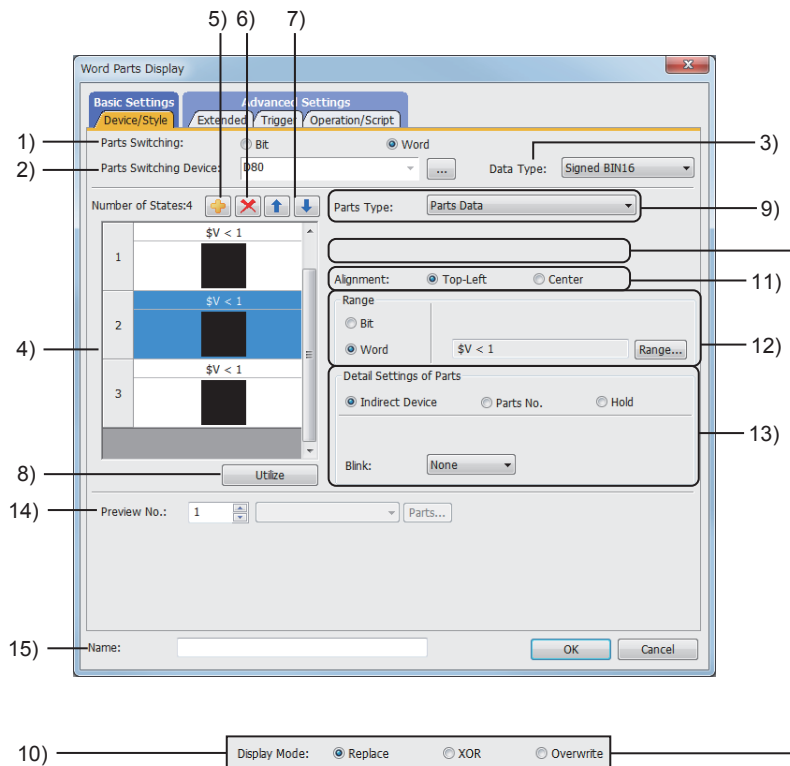 5) 6) 7)
Word Parts Display
Basic Settings Advanced Settings
Device/Style Extended Trigger Operation/Script
1) Parts Switching: Bit Word
3)
2) Parts Switching Device: D80 ... Data Type: Signed BIN16
Number of States:4 Parts Type: Parts Data
9)
$V < 1
1
Alignment: Top-Left Center
11)
$V < 1
2
Range
Bit
Word $V < 1 Range...
12)
4)
$V < 1
3
Detail Settings of Parts
Indirect Device Parts No. Hold
13)
Blink: None
8) Utilize
14) Preview No.: 1 Parts...
15) Name: OK Cancel
10) Display Mode: Replace XOR Overwrite